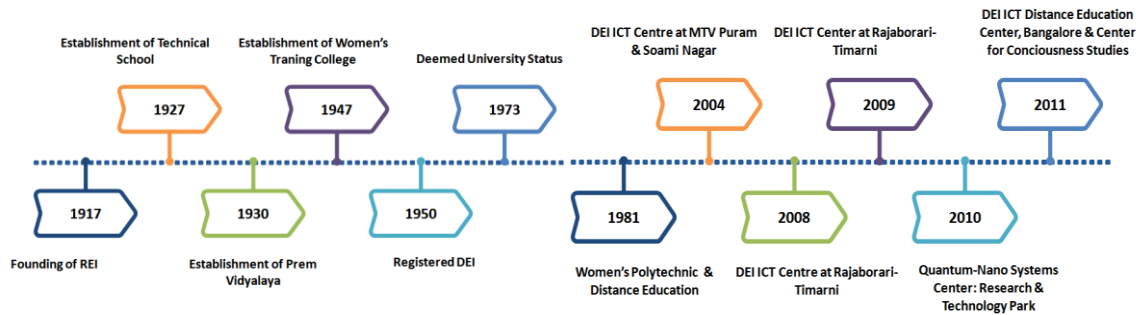 Establishment of Technical
School
1927
Establishment of Women's
Traning College
1947
Deemed University Status
1973
DEI ICT Centre at MTV Puram
& Soami Nagar
2004
DEI ICT Center at Rajaborari-
Timarni
2009
DEI ICT Distance Education
Center, Bangalore & Center
for Conciousness Studies
2011
1917
Founding of REI
1930
Establishment of Prem
Vidyalaya
1950
Registered DEI
1981
Women's Polytechnic &
Distance Education
2008
DEI ICT Centre at Rajaborari-
Timarni
2010
Quantum-Nano Systems
Center: Research &
Technology Park